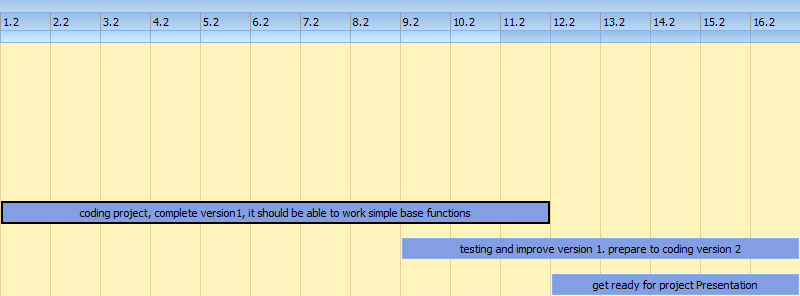 1.2 2.2 3.2 4.2 5.2 6.2 7.2 8.2 9.2 10.2 11.2 12.2 13.2 14.2 15.2 16.2
coding project, complete version1, it should be able to work simple base functions
testing and improve version 1. prepare to coding version 2
get ready for project Presentation